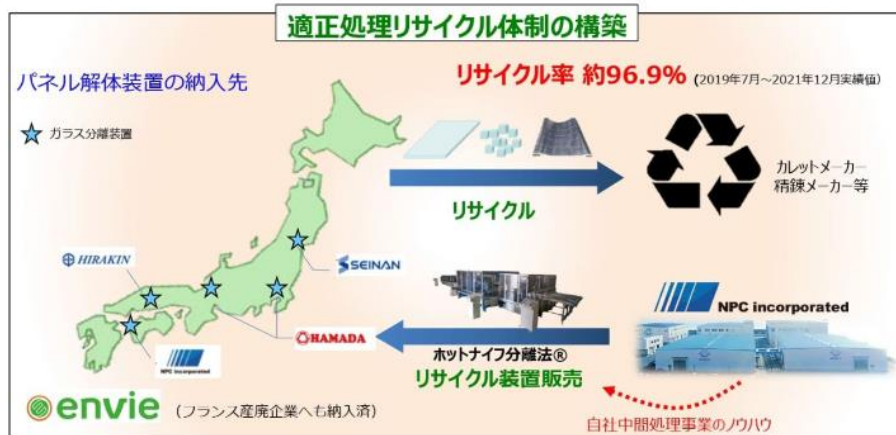 適正処理リサイクル体制の構築
パネル解体装置の納入先
リサイクル率 約96.9% (2019年7月～2021年12月実績値)
ガラス分離装置
カレットメーカー
精錬メーカー等
リサイクル
HIRAKIN
SEINAN
NPC incorporated
HAMADA
ホットナイフ分離法®
リサイクル装置販売
NPC incorporated
envie (フランス産廃企業へも納入済)
自社中間処理事業のノウハウ